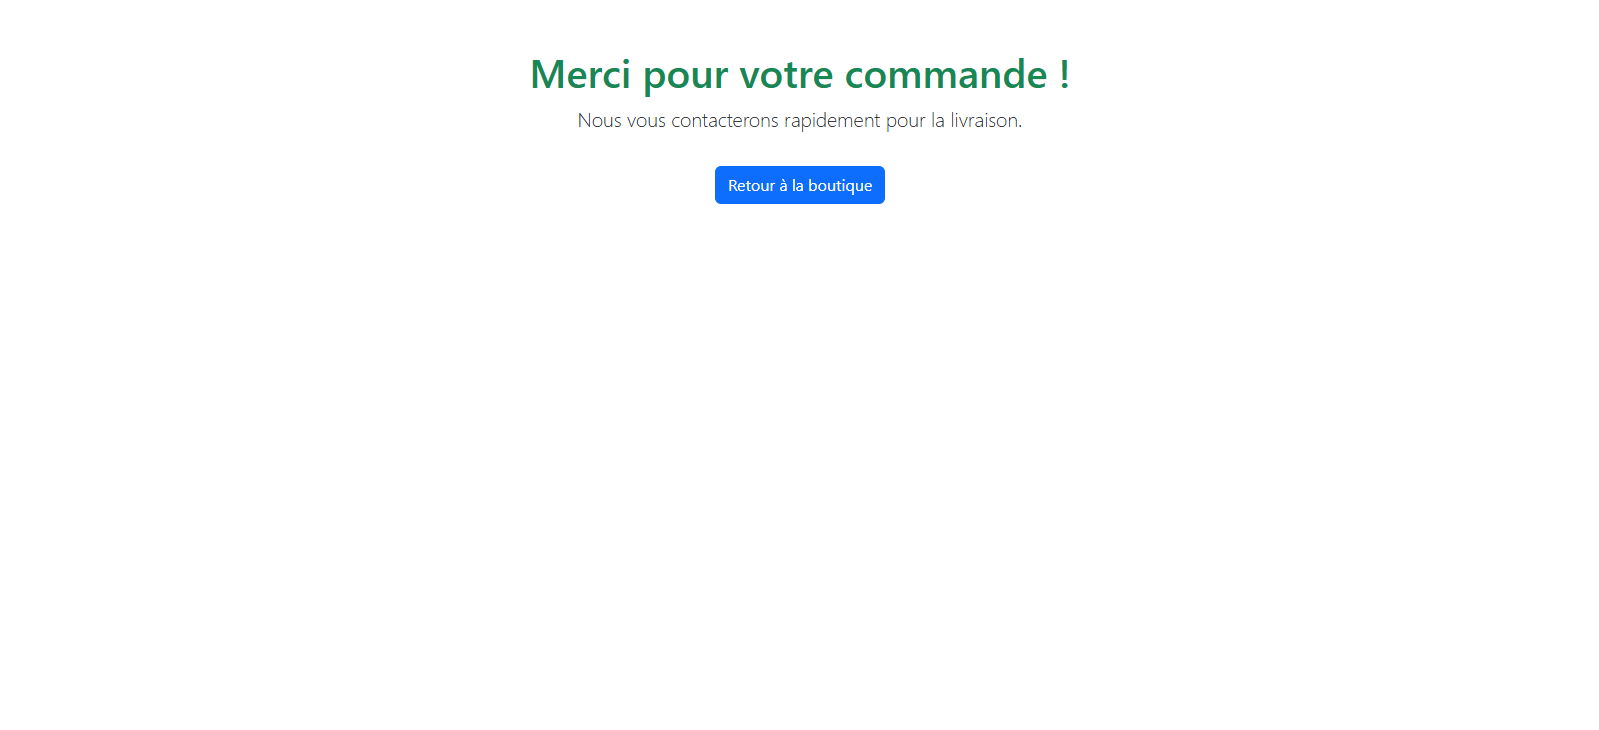 Merci pour votre commande !
Nous vous contacterons rapidement pour la livraison.
Retour à la boutique